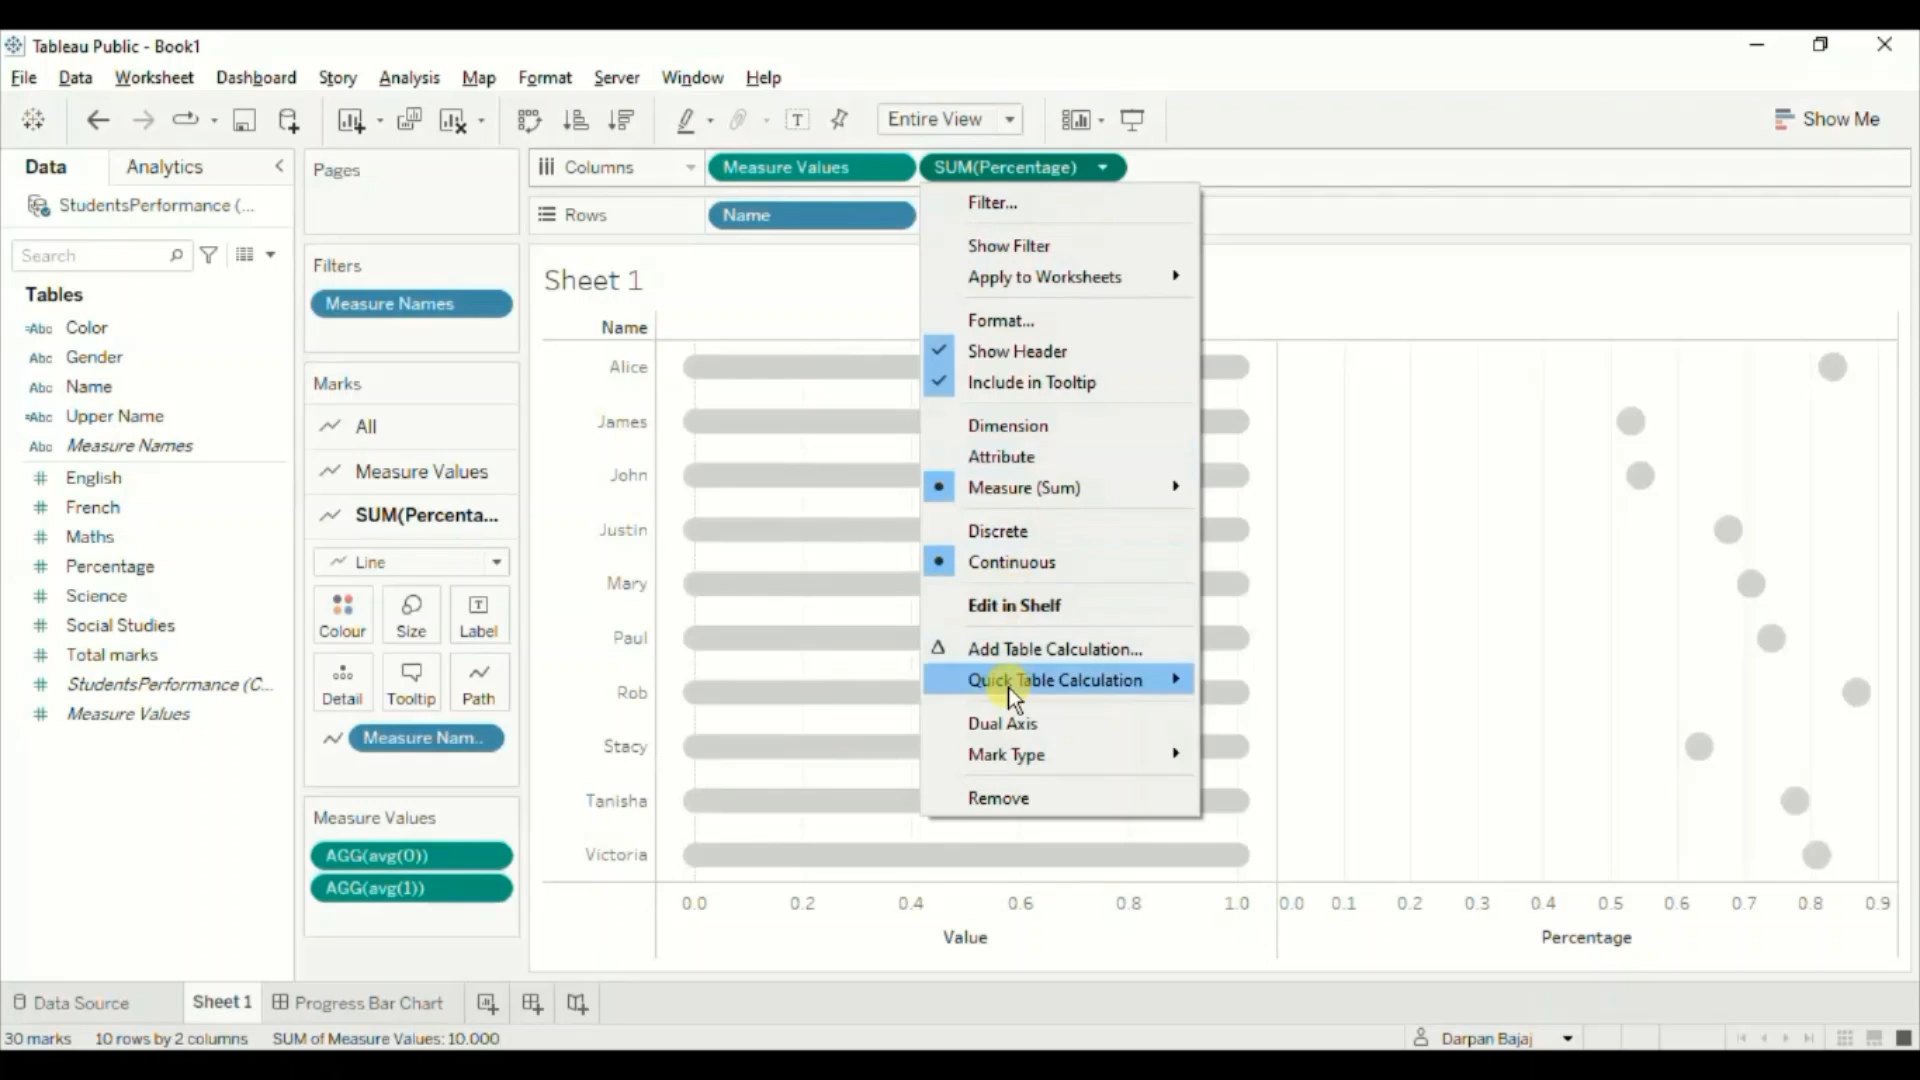 Tableau Public - Book1
File Data Worksheet Dashboard Story Analysis Map Format Server Window Help
Entire View
Show Me
Data Analytics
StudentsPerformance (...
Search
Tables
Abc Color
Abc Gender
Abc Name
Abc Upper Name
Abc Measure Names
# English
# French
# Maths
# Percentage
# Science
# Social Studies
# Total marks
# StudentsPerformance (C...
# Measure Values
Pages
Filters
Measure Names
Marks
All
Measure Values
SUM(Percenta...
Line
Colour Size Label
Detail Tooltip Path
Measure Nam..
Measure Values
AGG(avg(0))
AGG(avg(1))
Columns Measure Values SUM(Percentage)
Rows Name
Sheet 1
Name
Alice
James
John
Justin
Mary
Paul
Rob
Stacy
Tanisha
Victoria
0.0 0.2 0.4 0.6 0.8 1.0
Value
0.0 0.1 0.2 0.3 0.4 0.5 0.6 0.7 0.8 0.9
Percentage
Filter...
Show Filter
Apply to Worksheets
Format...
Show Header
Include in Tooltip
Dimension
Attribute
Measure (Sum)
Discrete
Continuous
Edit in Shelf
Add Table Calculation...
Quick Table Calculation
Dual Axis
Mark Type
Remove
Data Source Sheet 1 Progress Bar Chart
30 marks 10 rows by 2 columns SUM of Measure Values: 10.000
Darpan Bajaj